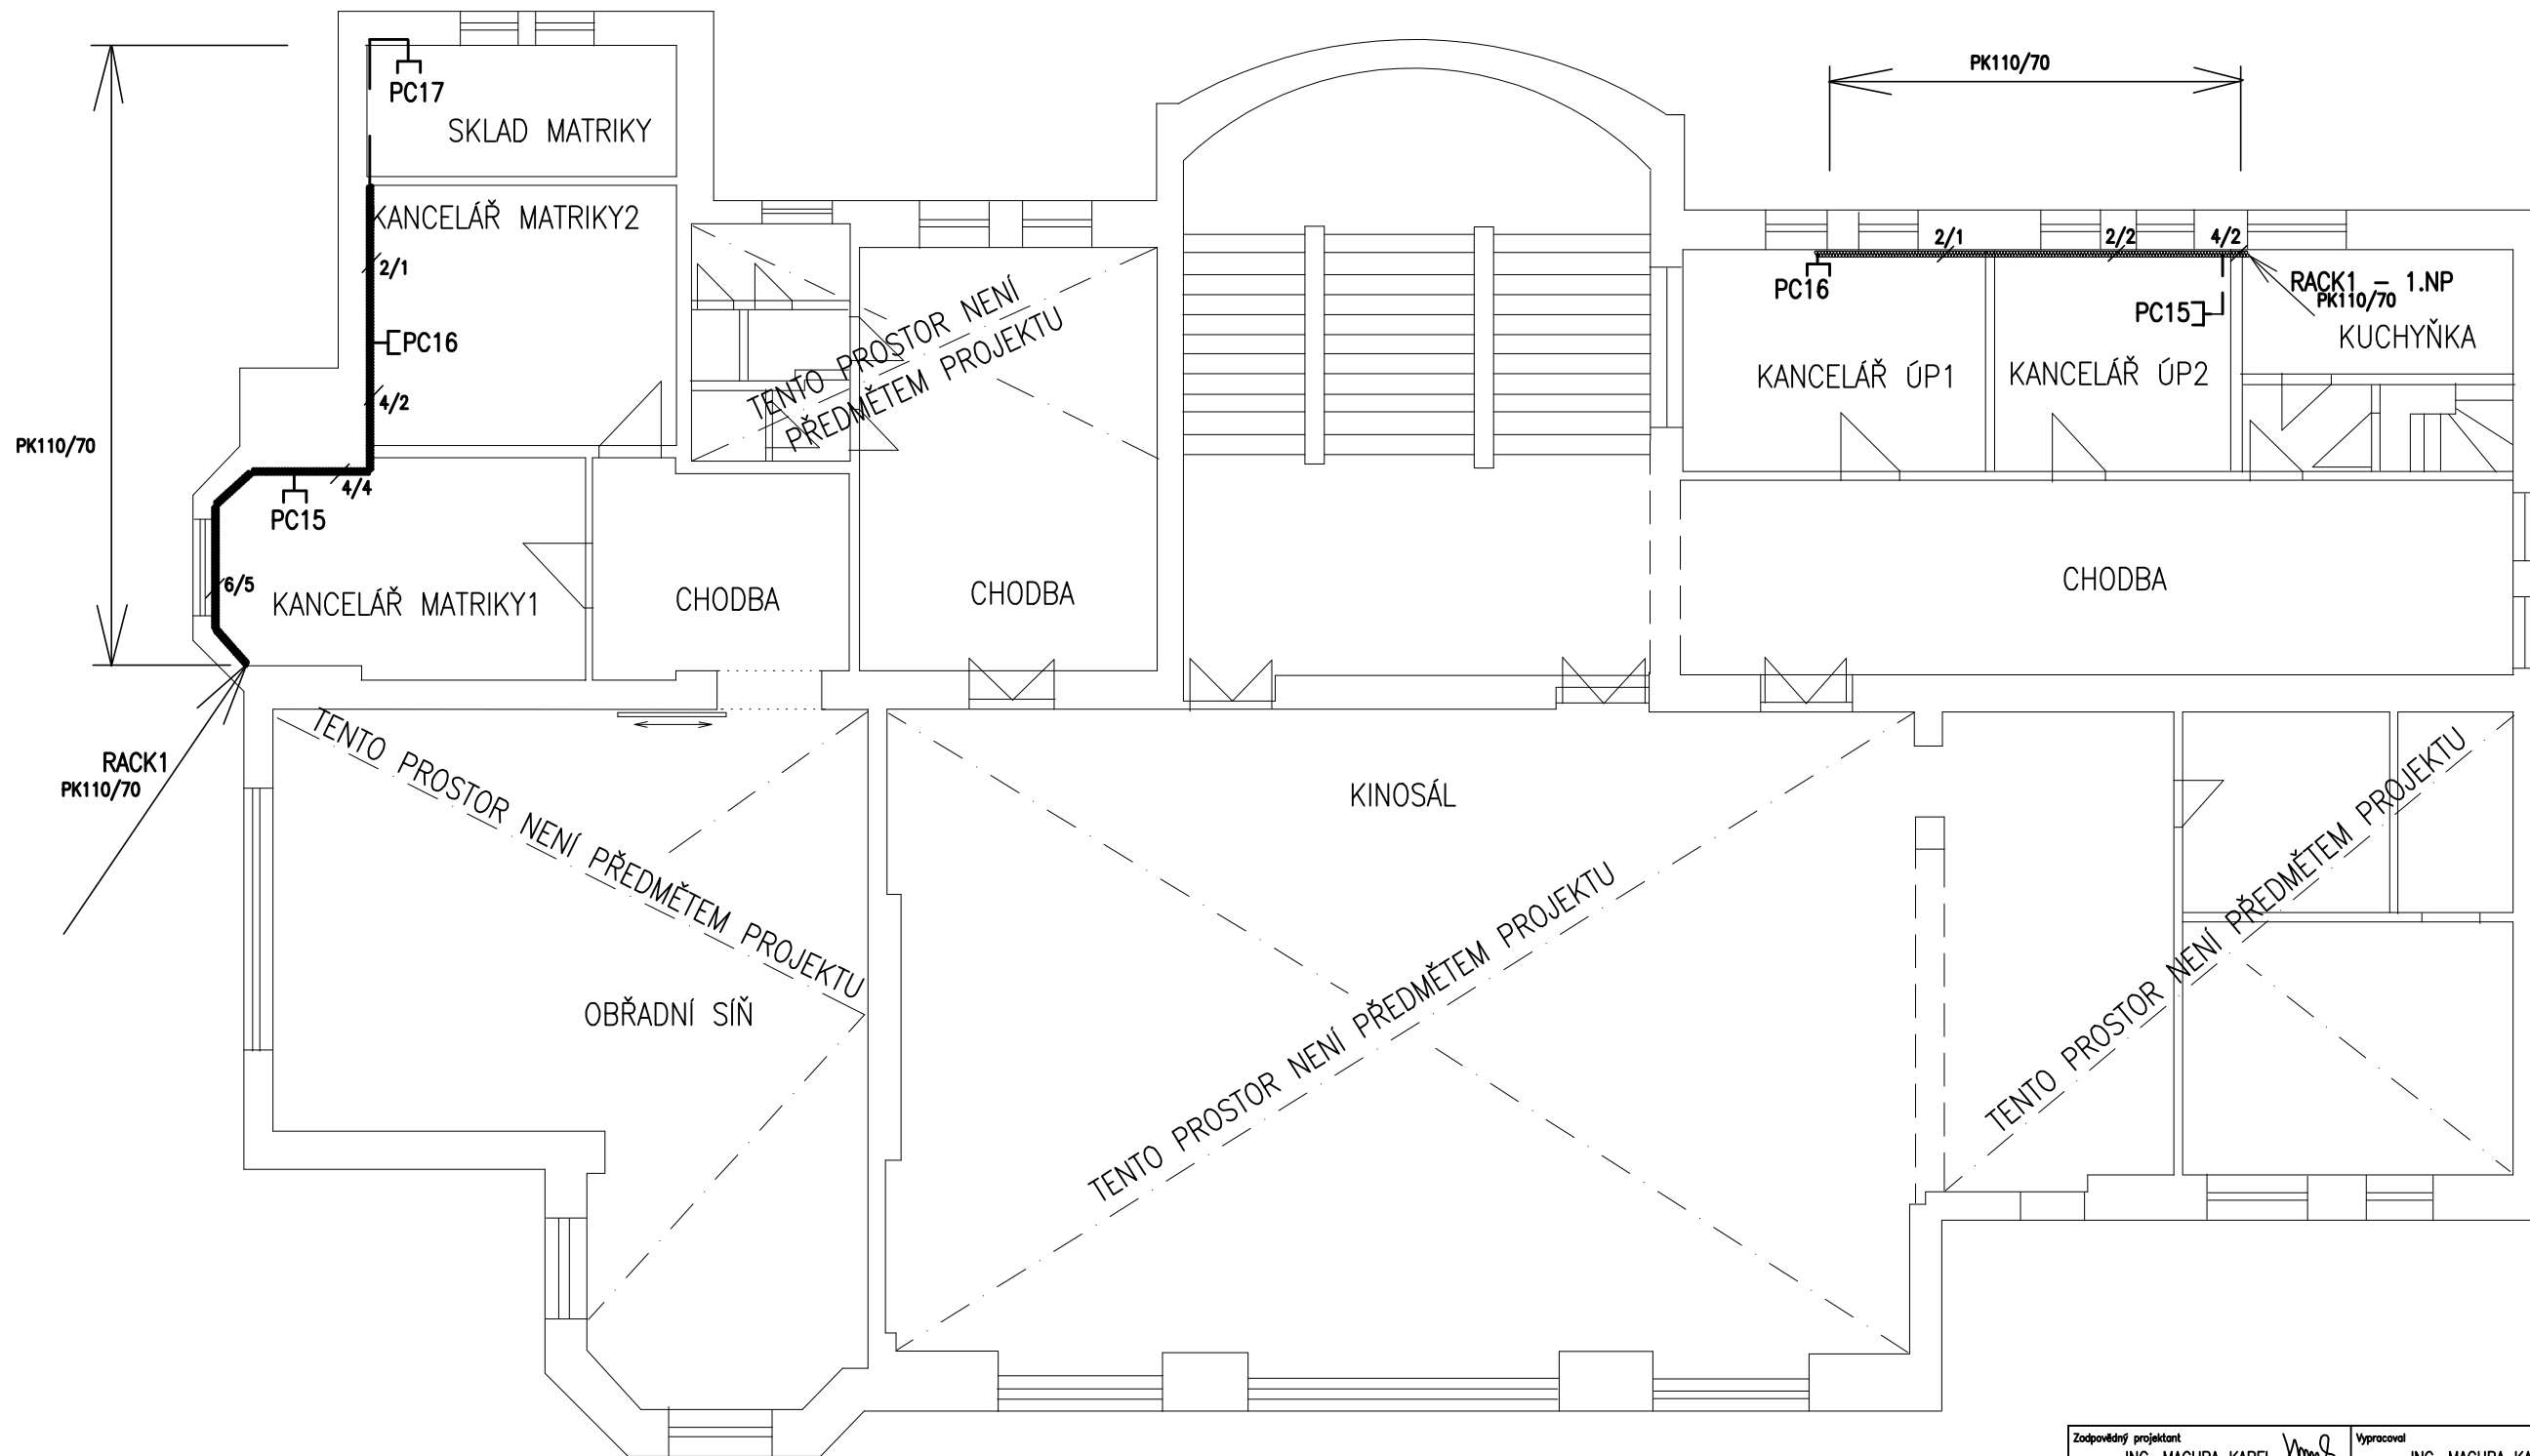 PK110/70
PC17
SKLAD MATRIKY
KANCELÁŘ MATRIKY2
2/1
2/1
2/2
4/2
PC16
RACK1 – 1.NP
PK110/70
PC15
KUCHYŇKA
TENTO PROSTOR NENÍ
PŘEDMĚTEM PROJEKTU
PC16
KANCELÁŘ ÚP1
KANCELÁŘ ÚP2
4/2
PK110/70
4/4
PC15
6/5
KANCELÁŘ MATRIKY1
CHODBA
CHODBA
CHODBA
RACK1
PK110/70
TENTO PROSTOR NENÍ PŘEDMĚTEM PROJEKTU
KINOSÁL
TENTO PROSTOR NENÍ PŘEDMĚTEM PROJEKTU
TENTO PROSTOR NENÍ PŘEDMĚTEM PROJEKTU
OBŘADNÍ SÍŇ
Zodpovědný projektant
Vypracoval